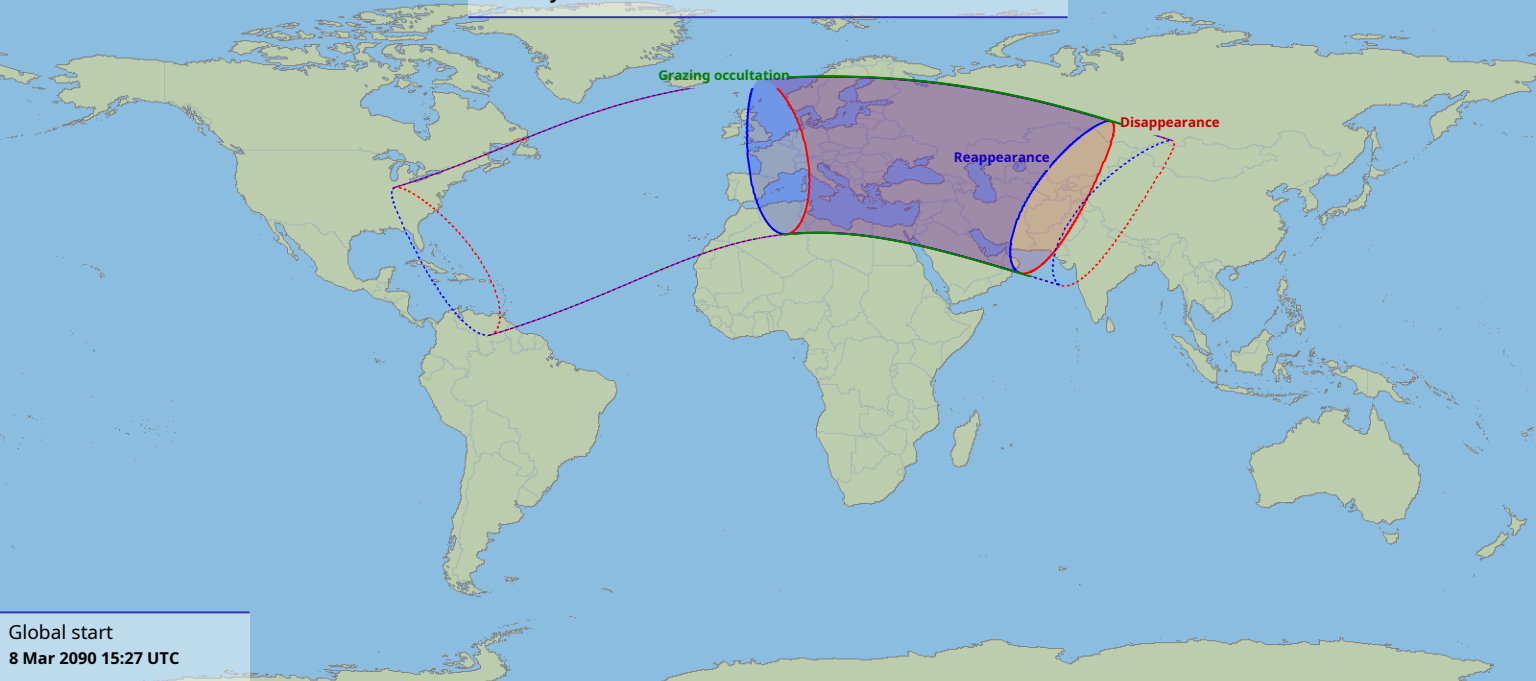 Grazing occultation
Disappearance
Reappearance
Global start
8 Mar 2090 15:27 UTC